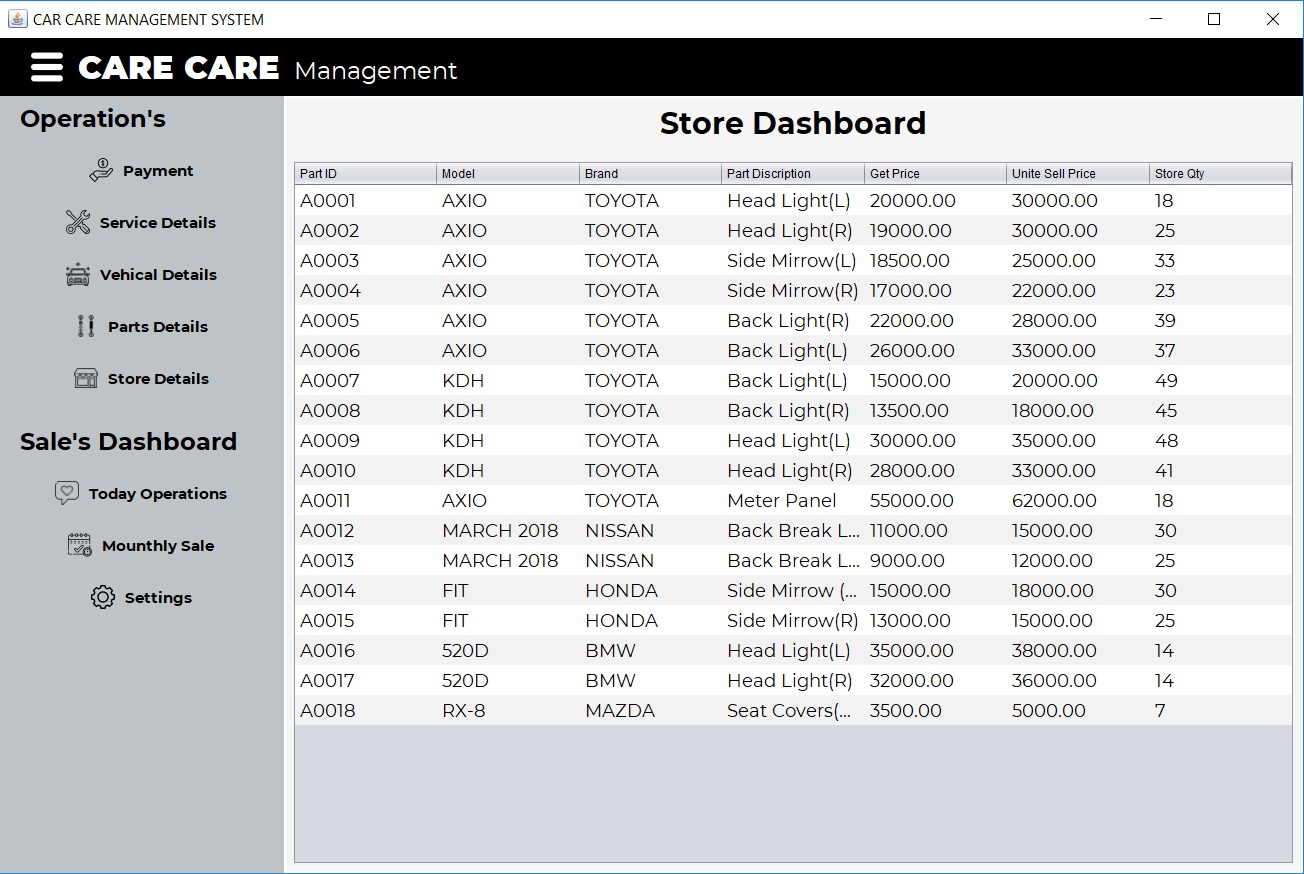 CAR CARE MANAGEMENT SYSTEM
CARE CARE Management
Operation's
Payment
Service Details
Vehical Details
Parts Details
Store Details
Sale's Dashboard
Today Operations
Mounthly Sale
Settings
Store Dashboard
Part ID Model Brand Part Discription Get Price Unite Sell Price Store Qty
A0001 AXIO TOYOTA Head Light(L) 20000.00 30000.00 18
A0002 AXIO TOYOTA Head Light(R) 19000.00 30000.00 25
A0003 AXIO TOYOTA Side Mirrow(L) 18500.00 25000.00 33
A0004 AXIO TOYOTA Side Mirrow(R) 17000.00 22000.00 23
A0005 AXIO TOYOTA Back Light(R) 22000.00 28000.00 39
A0006 AXIO TOYOTA Back Light(L) 26000.00 33000.00 37
A0007 KDH TOYOTA Back Light(L) 15000.00 20000.00 49
A0008 KDH TOYOTA Back Light(R) 13500.00 18000.00 45
A0009 KDH TOYOTA Head Light(L) 30000.00 35000.00 48
A0010 KDH TOYOTA Head Light(R) 28000.00 33000.00 41
A0011 AXIO TOYOTA Meter Panel 55000.00 62000.00 18
A0012 MARCH 2018 NISSAN Back Break L... 11000.00 15000.00 30
A0013 MARCH 2018 NISSAN Back Break L... 9000.00 12000.00 25
A0014 FIT HONDA Side Mirrow (... 15000.00 18000.00 30
A0015 FIT HONDA Side Mirrow(R) 13000.00 15000.00 25
A0016 520D BMW Head Light(L) 35000.00 38000.00 14
A0017 520D BMW Head Light(R) 32000.00 36000.00 14
A0018 RX-8 MAZDA Seat Covers(... 3500.00 5000.00 7